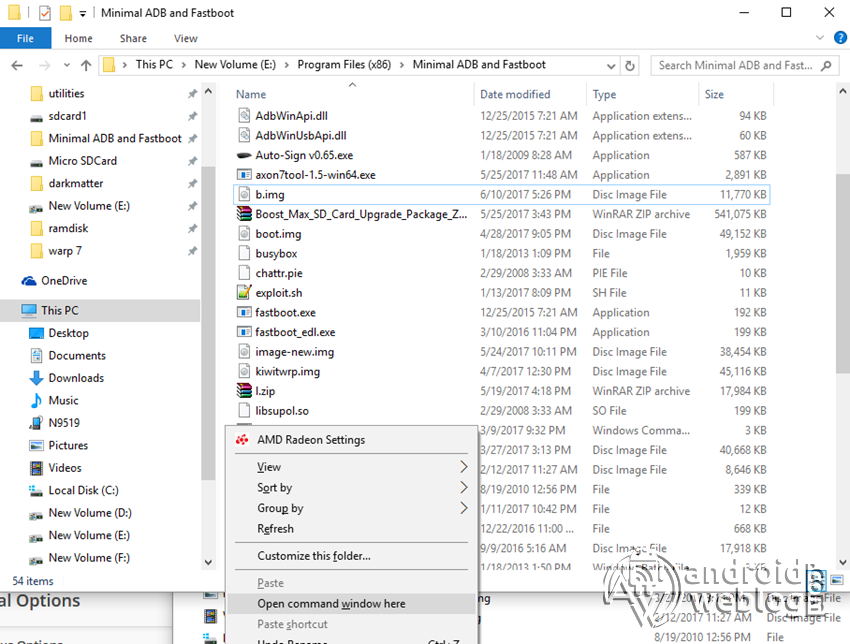 Minimal ADB and Fastboot
File Home Share View
This PC New Volume (E:) Program Files (x86) Minimal ADB and Fastboot
Search Minimal ADB and Fast...
utilities
sdcard1
Minimal ADB and Fastboot
Micro SDCard
darkmatter
New Volume (E:)
ramdisk
warp 7
OneDrive
This PC
Desktop
Documents
Downloads
Music
N9519
Pictures
Videos
Local Disk (C:)
New Volume (D:)
New Volume (E:)
New Volume (F:)
Name Date modified Type Size
AdbWinApi.dll 12/25/2015 7:21 AM Application extens... 94 KB
AdbWinUsbApi.dll 12/25/2015 7:21 AM Application extens... 60 KB
Auto-Sign v0.65.exe 1/18/2009 8:28 AM Application 587 KB
axon7tool-1.5-win64.exe 5/25/2017 11:48 AM Application 2,891 KB
b.img 6/10/2017 5:26 PM Disc Image File 11,770 KB
Boost_Max_SD_Card_Upgrade_Package_Z... 5/25/2017 3:43 PM WinRAR ZIP archive 541,075 KB
boot.img 4/28/2017 9:05 PM Disc Image File 49,152 KB
busybox 1/18/2013 1:09 PM File 1,959 KB
chattr.pie 2/29/2008 3:33 AM PIE File 10 KB
exploit.sh 1/13/2017 8:09 PM SH File 11 KB
fastboot.exe 12/25/2015 7:21 AM Application 192 KB
fastboot_edl.exe 3/10/2016 11:04 PM Application 199 KB
image-new.img 5/24/2017 10:11 PM Disc Image File 38,454 KB
kiwitwrp.img 4/7/2017 12:30 PM Disc Image File 45,116 KB
l.zip 5/19/2017 4:18 PM WinRAR ZIP archive 17,984 KB
libsupol.so 2/29/2008 3:33 AM SO File 199 KB
3/9/2017 9:32 PM Windows Comma... 3 KB
3/27/2017 3:13 PM Disc Image File 40,668 KB
2/12/2017 11:27 AM Disc Image File 8,646 KB
8/19/2010 12:56 PM File 339 KB
1/11/2017 10:42 PM File 12 KB
12/22/2016 11:00 ... File 668 KB
9/9/2016 5:16 AM Disc Image File 17,918 KB
1/18/2013 1:50 PM Windows Batch File
AMD Radeon Settings
View
Sort by
Group by
Refresh
Customize this folder...
Paste
Open command window here
Paste shortcut
Undo Rename Ctrl+Z
54 items
al Options
android
weblog
2/12/2017 11:27 AM Disc Image File
8/19/2010 12:56 PM File